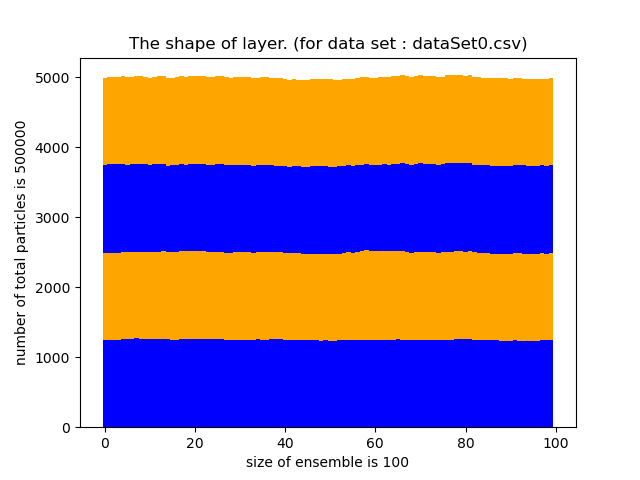 The shape of layer. (for data set : dataSet0.csv)
number of total particles is 500000
5000
4000
3000
2000
1000
0
0 20 40 60 80 100
size of ensemble is 100